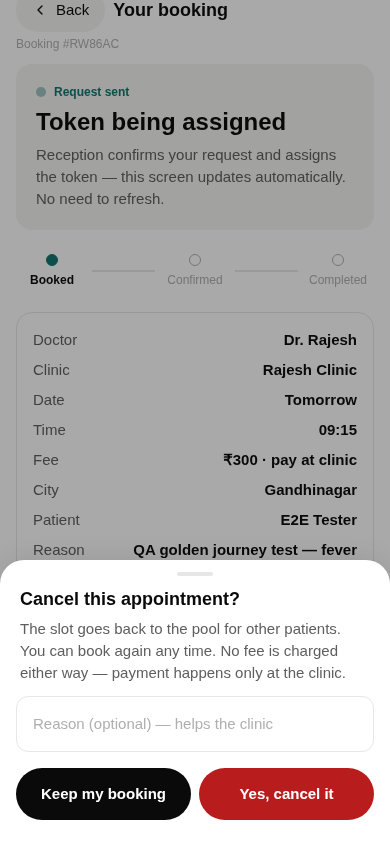 Back
Your booking
Booking #RW86AC
Request sent
Token being assigned
Reception confirms your request and assigns
the token — this screen updates automatically.
No need to refresh.
Booked
Confirmed
Completed
Doctor Dr. Rajesh
Clinic Rajesh Clinic
Date Tomorrow
Time 09:15
Fee ₹300 · pay at clinic
City Gandhinagar
Patient E2E Tester
Reason QA golden journey test — fever
Cancel this appointment?
The slot goes back to the pool for other patients.
You can book again any time. No fee is charged
either way — payment happens only at the clinic.
Reason (optional) — helps the clinic
Keep my booking
Yes, cancel it